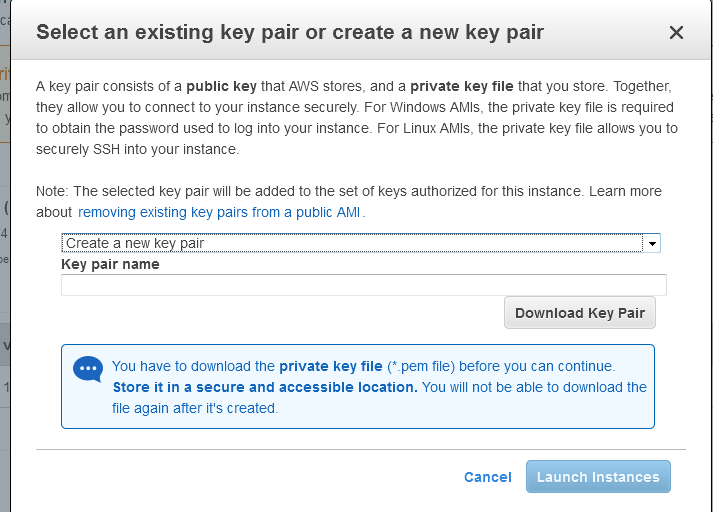 Select an existing key pair or create a new key pair
A key pair consists of a public key that AWS stores, and a private key file that you store. Together,
they allow you to connect to your instance securely. For Windows AMIs, the private key file is required
to obtain the password used to log into your instance. For Linux AMIs, the private key file allows you to
securely SSH into your instance.
Note: The selected key pair will be added to the set of keys authorized for this instance. Learn more
about removing existing key pairs from a public AMI.
Create a new key pair
Key pair name
Download Key Pair
You have to download the private key file (*.pem file) before you can continue.
Store it in a secure and accessible location. You will not be able to download the
file again after it's created.
Cancel
Launch Instances